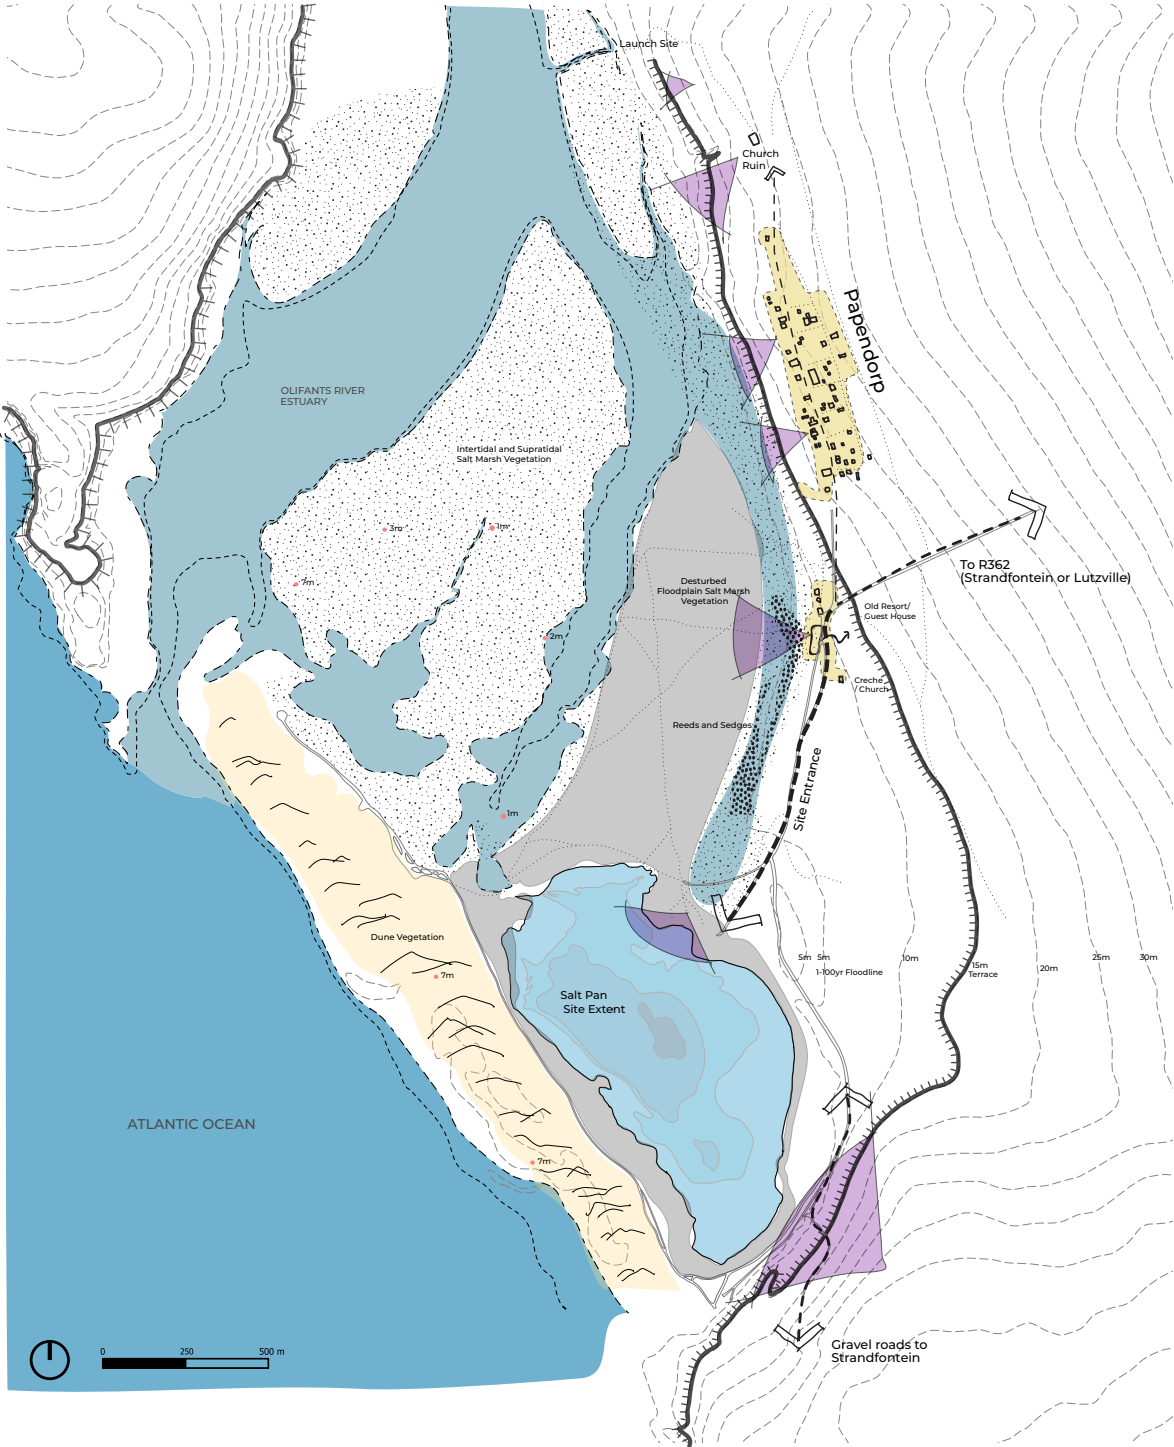 Launch Site
Church
Ruin
Papendorp
OLIFANTS RIVER
ESTUARY
Intertidal and Supratidal
Salt Marsh Vegetation
3m
1m
7m
2m
Desturbed
Floodplain Salt Marsh
Vegetation
To R362
(Strandfontein or Lutzville)
Old Resort/
Guest House
Creche
/ Church
Reeds and Sedges
Site Entrance
1m
Dune Vegetation
7m
5m
5m
10m
15m
Terrace
20m
25m
30m
1-100yr Floodline
Salt Pan
Site Extent
ATLANTIC OCEAN
7m
Gravel roads to
Strandfontein
0
250
500 m